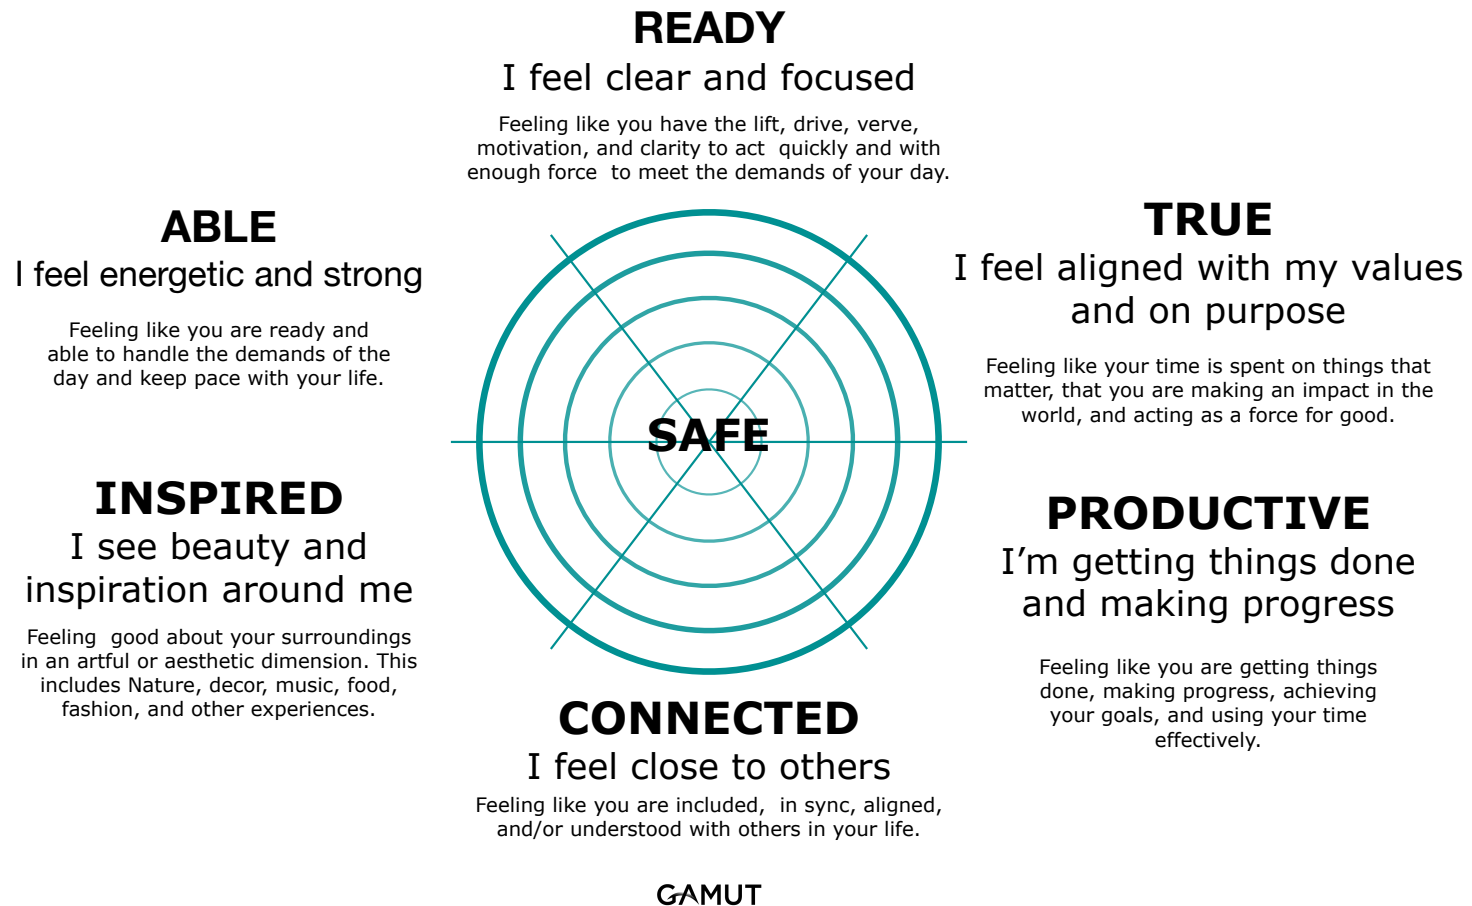 READY
I feel clear and focused
Feeling like you have the lift, drive, verve,
motivation, and clarity to act  quickly and with
enough force  to meet the demands of your day.
ABLE
I feel energetic and strong
Feeling like you are ready and
able to handle the demands of the
day and keep pace with your life.
TRUE
I feel aligned with my values
and on purpose
Feeling like your time is spent on things that
matter, that you are making an impact in the
world, and acting as a force for good.
SAFE
INSPIRED
I see beauty and
inspiration around me
Feeling  good about your surroundings
in an artful or aesthetic dimension. This
includes Nature, decor, music, food,
fashion, and other experiences.
PRODUCTIVE
I’m getting things done
and making progress
Feeling like you are getting things
done, making progress, achieving
your goals, and using your time
effectively.
CONNECTED
I feel close to others
Feeling like you are included,  in sync, aligned,
and/or understood with others in your life.
GAMUT